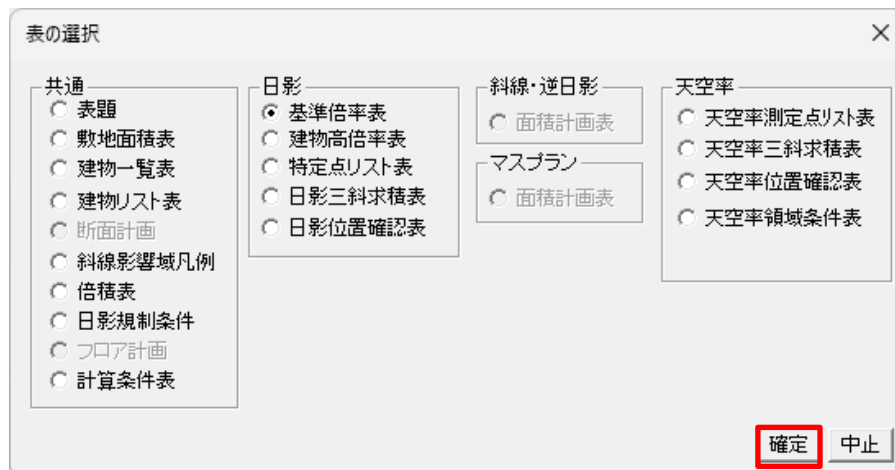 表の選択
共通
表題
敷地面積表
建物一覧表
建物リスト表
断面計画
斜線影響域凡例
倍積表
日影規制条件
フロア計画
計算条件表
日影
基準倍率表
建物高倍率表
特定点リスト表
日影三斜求積表
日影位置確認表
斜線・逆日影
面積計画表
マスプラン
面積計画表
天空率
天空率測定点リスト表
天空率三斜求積表
天空率位置確認表
天空率領域条件表
確定
中止